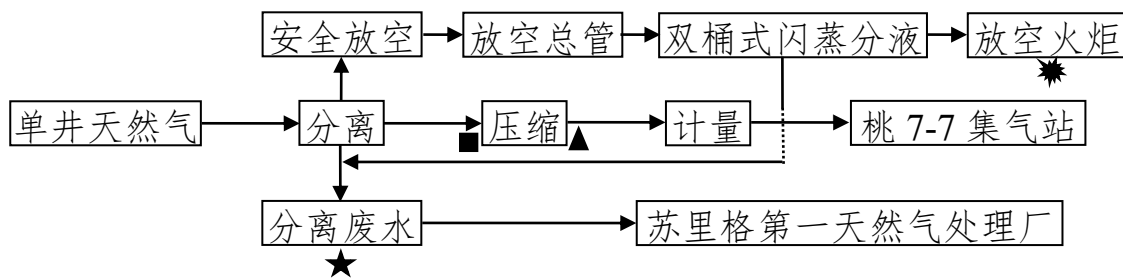 安全放空
放空总管
双桶式闪蒸分液
放空火炬
单井天然气
分离
压缩
计量
桃 7-7 集气站
分离废水
苏里格第一天然气处理厂